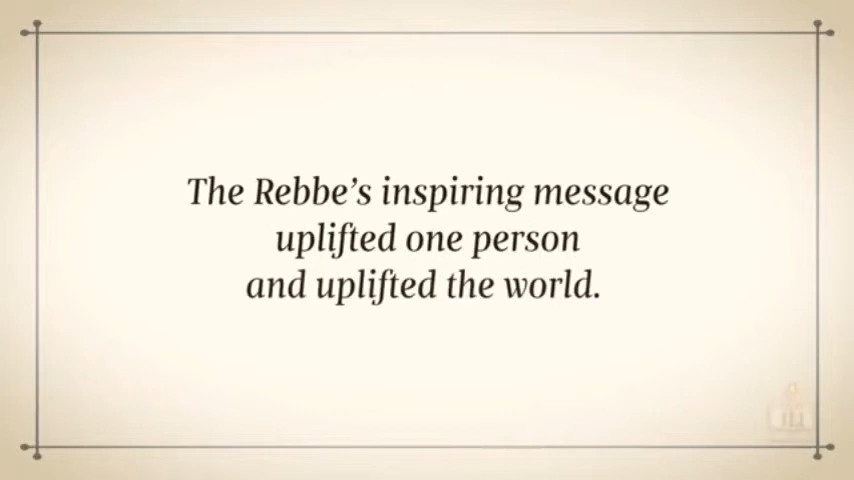 The Rebbe’s inspiring message
uplifted one person
and uplifted the world.